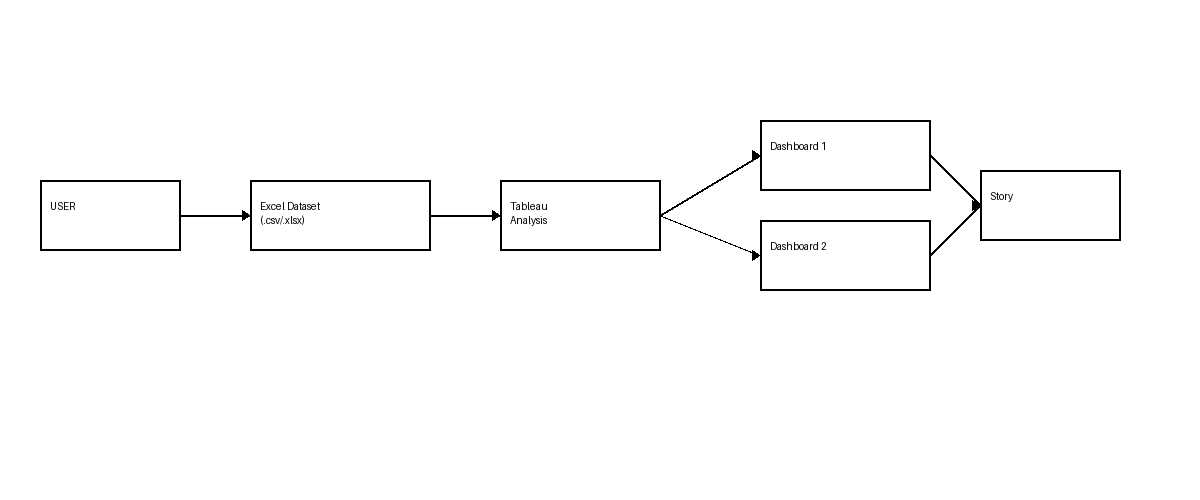 USER
Excel Dataset
(.csv/.xlsx)
Tableau
Analysis
Dashboard 1
Dashboard 2
Story